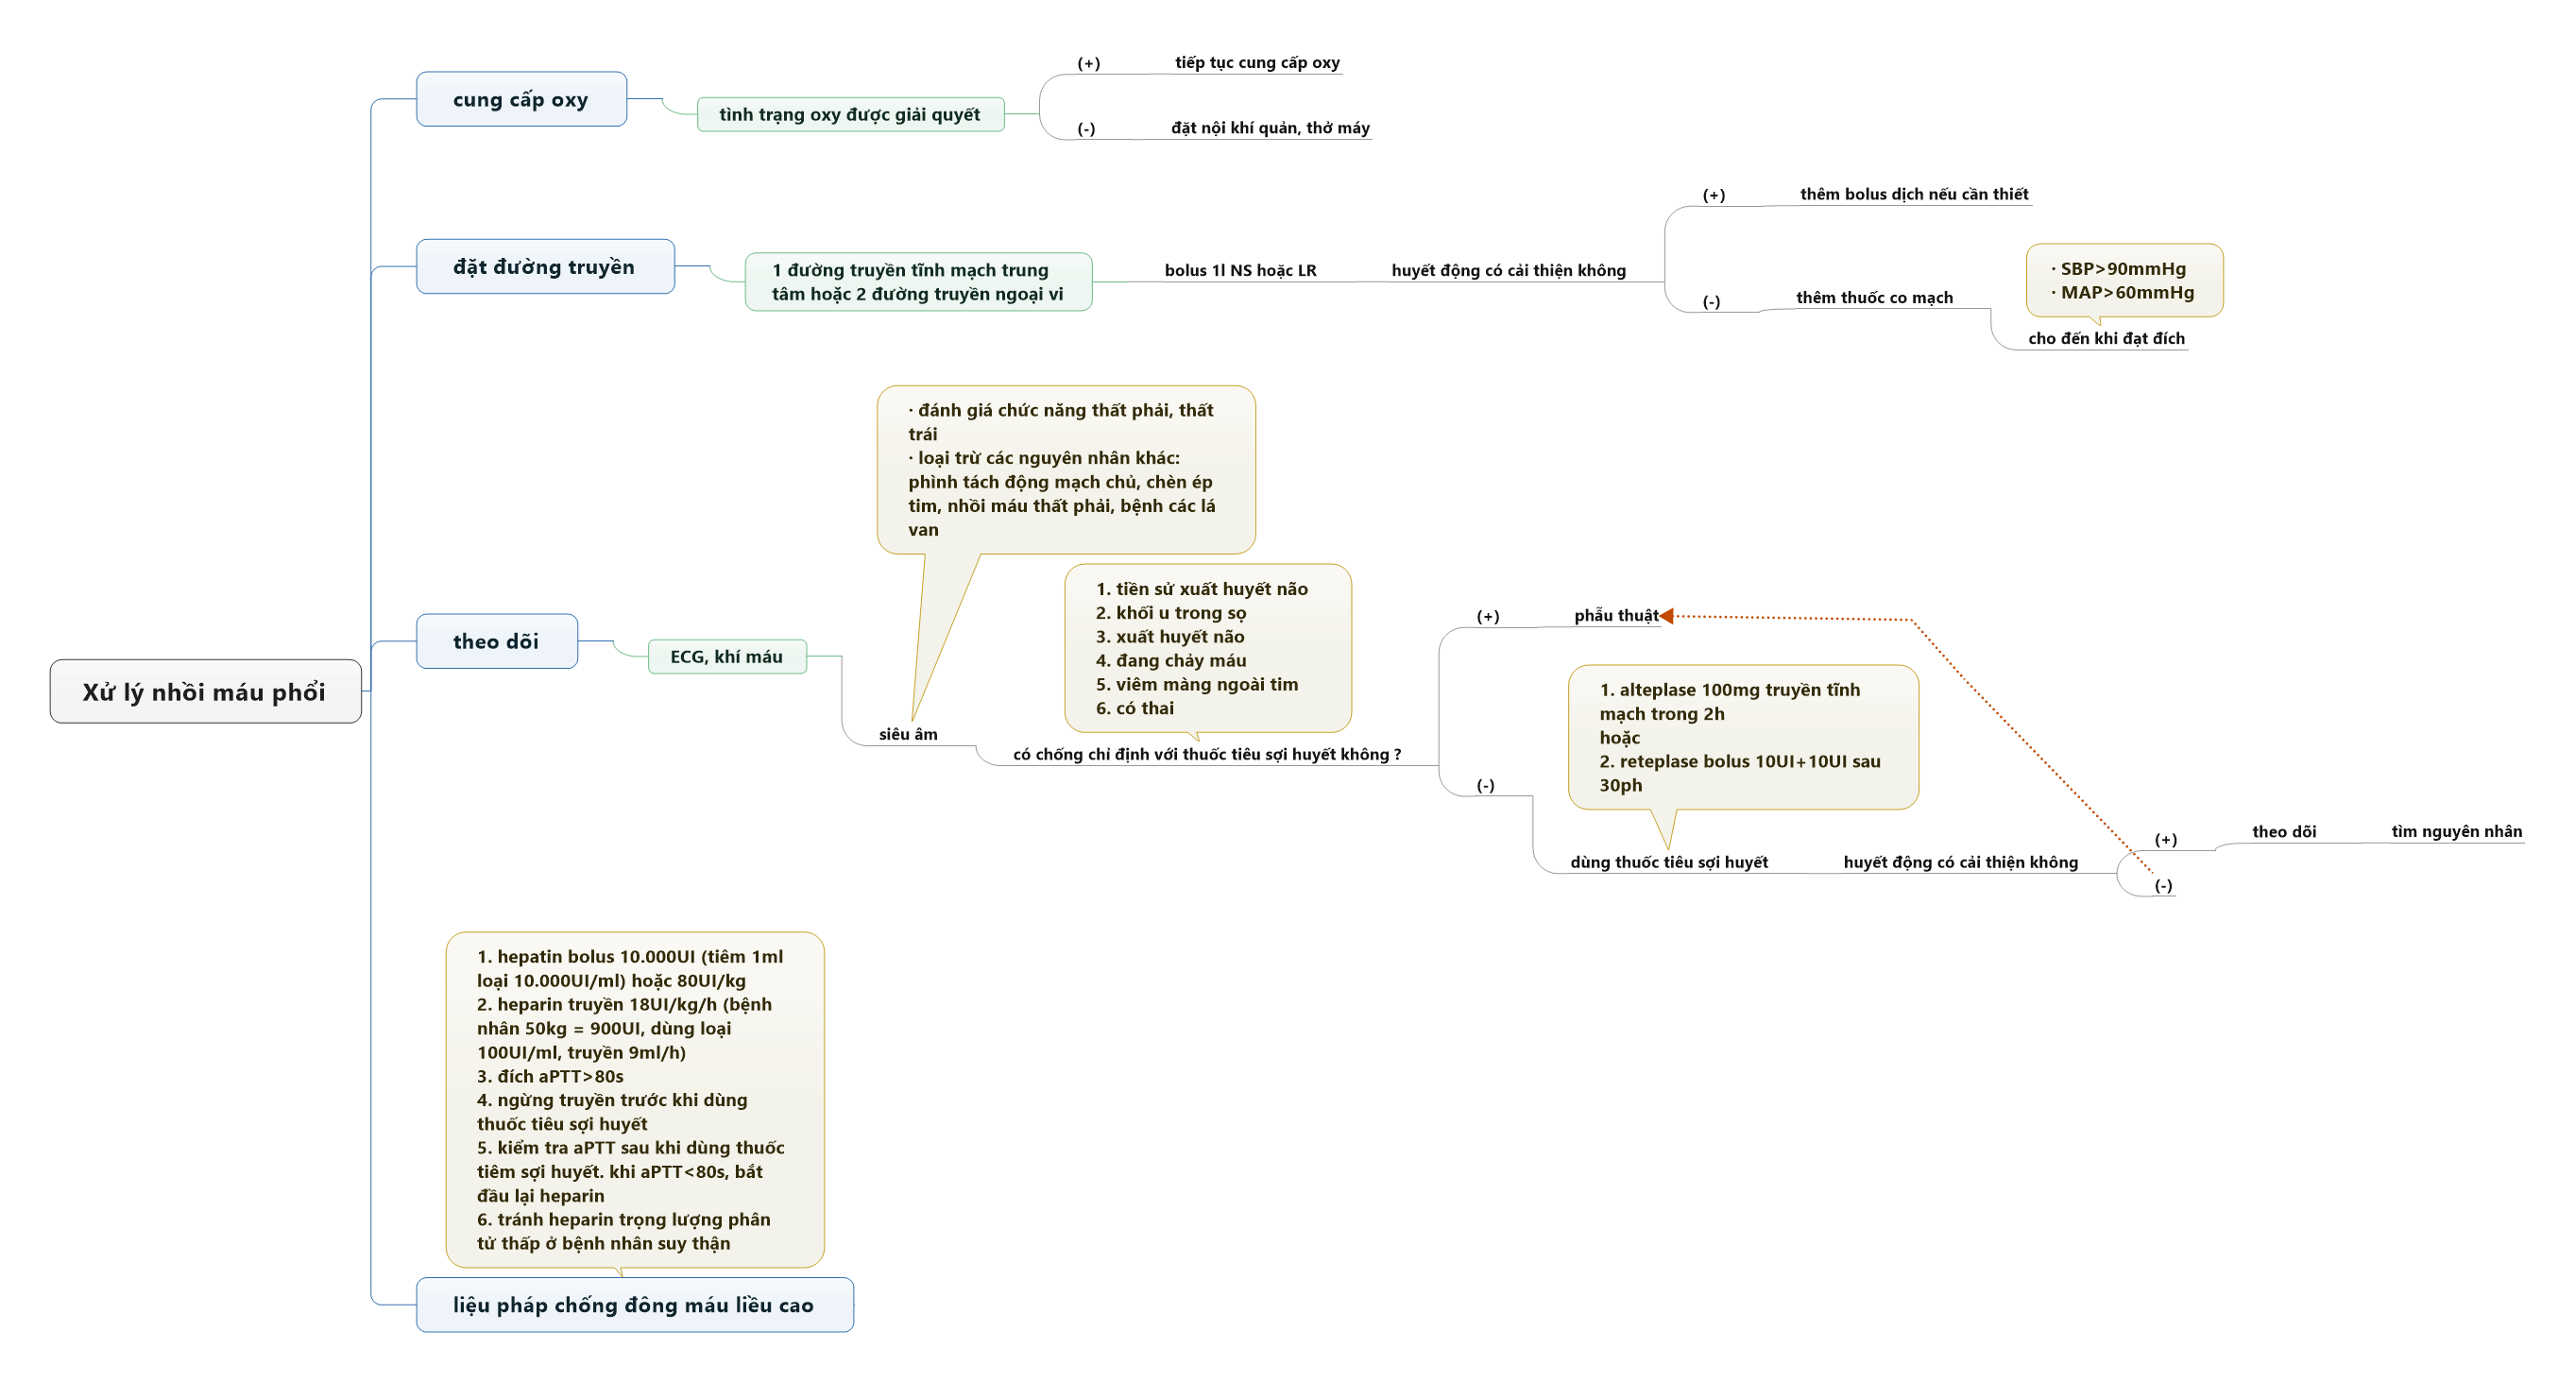 Xử lý nhồi máu phổi
cung cấp oxy
tình trạng oxy được giải quyết
(+)
tiếp tục cung cấp oxy
(-)
đặt nội khí quản, thở máy
đặt đường truyền
1 đường truyền tĩnh mạch trung
tâm hoặc 2 đường truyền ngoại vi
bolus 1l NS hoặc LR
huyết động có cải thiện không
(+)
thêm bolus dịch nếu cần thiết
(-)
thêm thuốc co mạch
· SBP>90mmHg
· MAP>60mmHg
cho đến khi đạt đích
theo dõi
ECG, khí máu
· đánh giá chức năng thất phải, thất
trái
· loại trừ các nguyên nhân khác:
phình tách động mạch chủ, chèn ép
tim, nhồi máu thất phải, bệnh các lá
van
siêu âm
1. tiền sử xuất huyết não
2. khối u trong sọ
3. xuất huyết não
4. đang chảy máu
5. viêm màng ngoài tim
6. có thai
có chống chỉ định với thuốc tiêu sợi huyết không ?
(+)
phẫu thuật
(-)
1. alteplase 100mg truyền tĩnh
mạch trong 2h
hoặc
2. reteplase bolus 10UI+10UI sau
30ph
dùng thuốc tiêu sợi huyết
huyết động có cải thiện không
(+)
theo dõi
tìm nguyên nhân
(-)
1. hepatin bolus 10.000UI (tiêm 1ml
loại 10.000UI/ml) hoặc 80UI/kg
2. heparin truyền 18UI/kg/h (bệnh
nhân 50kg = 900UI, dùng loại
100UI/ml, truyền 9ml/h)
3. đích aPTT>80s
4. ngừng truyền trước khi dùng
thuốc tiêu sợi huyết
5. kiểm tra aPTT sau khi dùng thuốc
tiêm sợi huyết. khi aPTT<80s, bắt
đầu lại heparin
6. tránh heparin trọng lượng phân
tử thấp ở bệnh nhân suy thận
liệu pháp chống đông máu liều cao